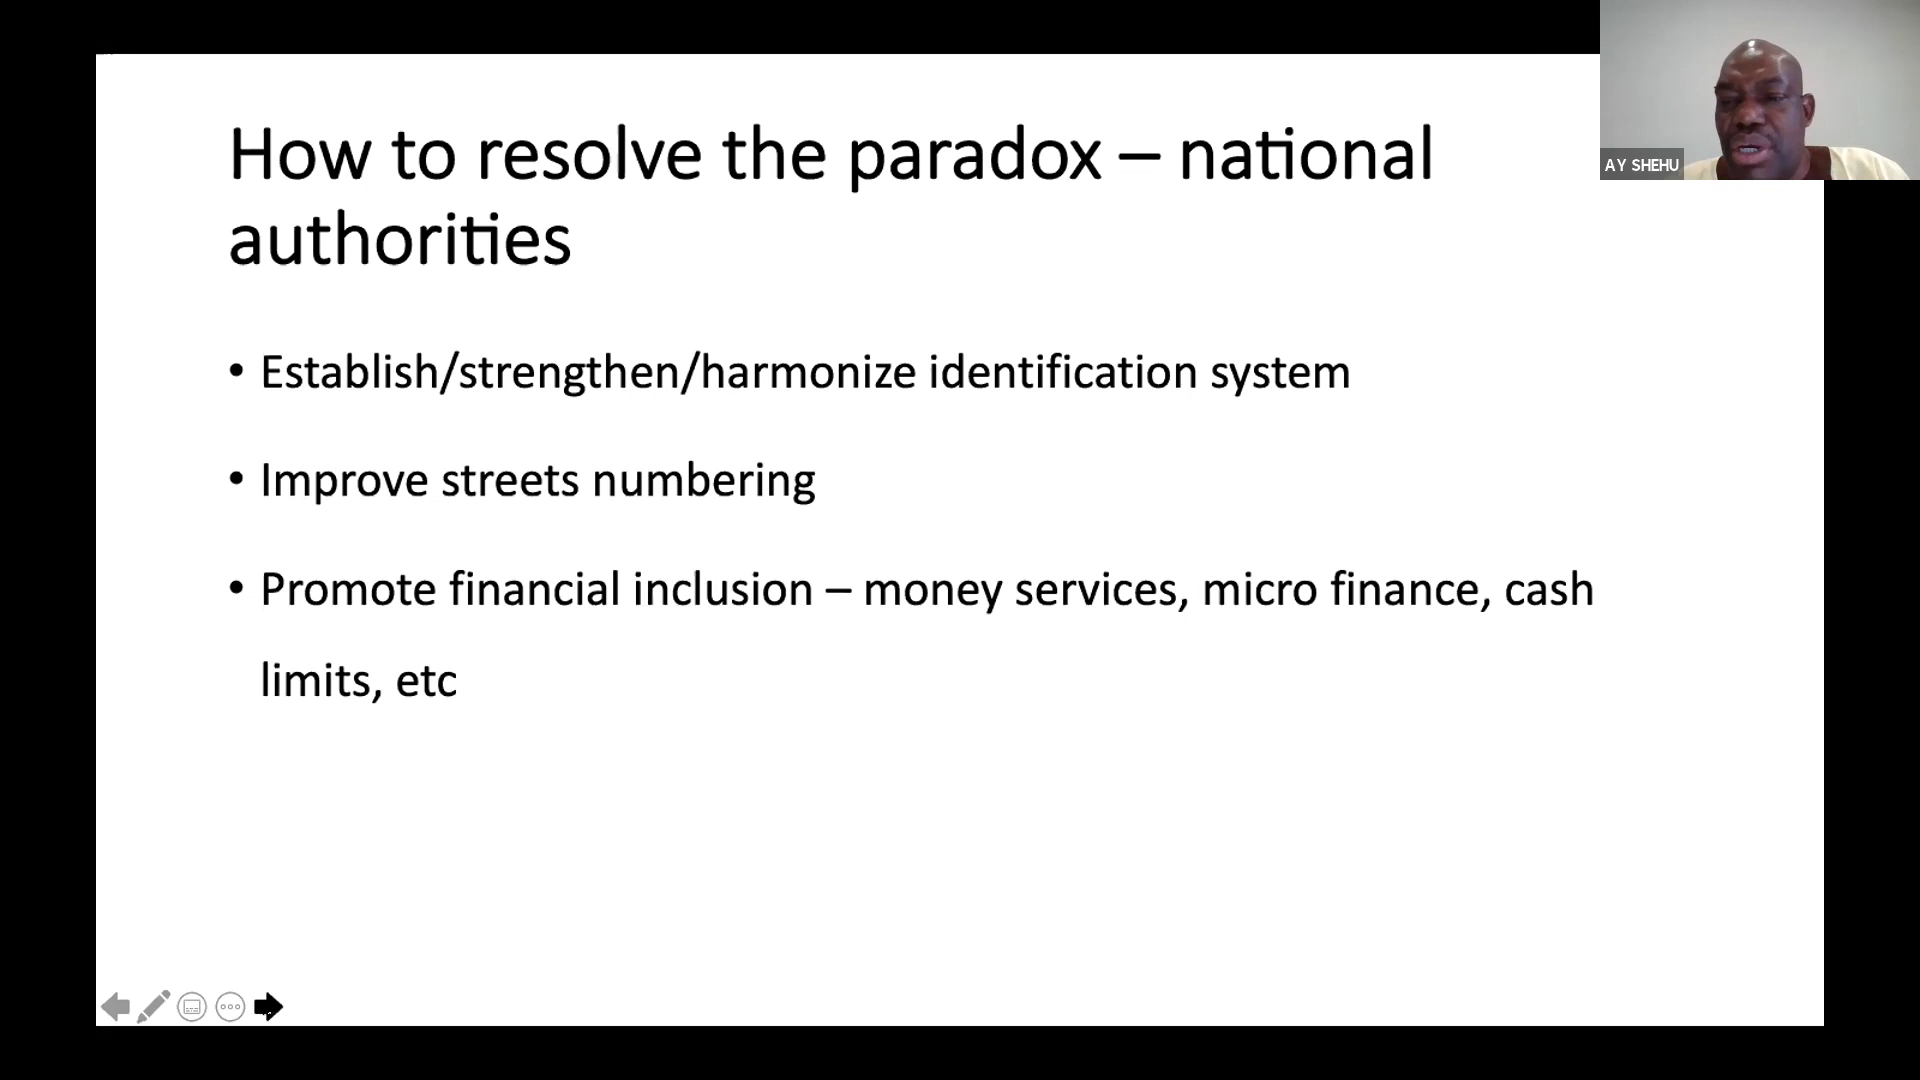 How to resolve the paradox – national
authorities
• Establish/strengthen/harmonize identification system
• Improve streets numbering
• Promote financial inclusion – money services, micro finance, cash
limits, etc
A Y SHEHU